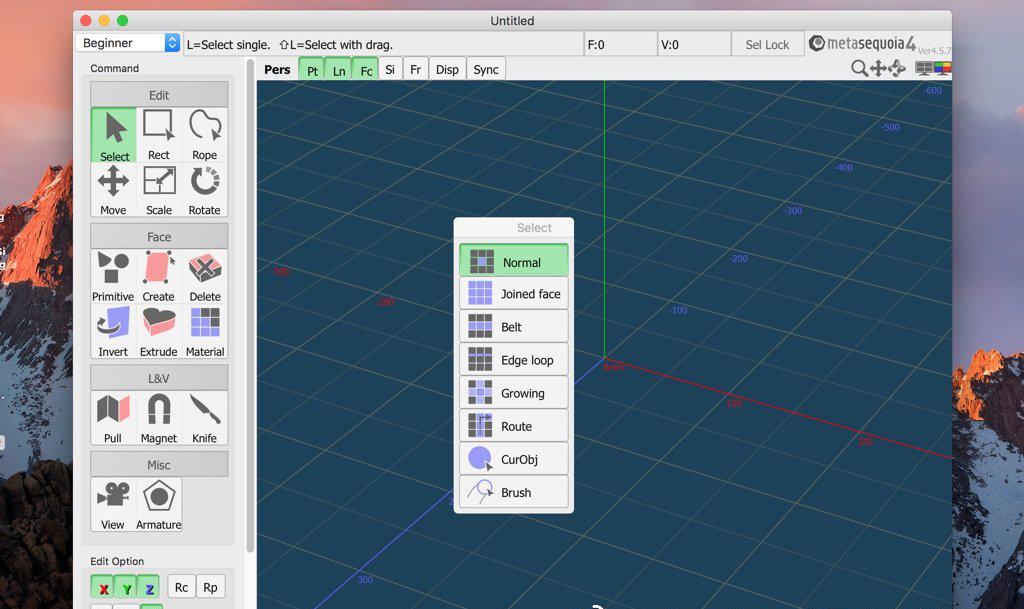 Untitled
Beginner
L=Select single. ⇧L=Select with drag.
F:0
V:0
Sel Lock
metasequoia4
Ver4.5.7
Command
Pers
Pt
Ln
Fc
Si
Fr
Disp
Sync
Edit
Select
Rect
Rope
Move
Scale
Rotate
Face
Primitive
Create
Delete
Invert
Extrude
Material
L&V
Pull
Magnet
Knife
Misc
View
Armature
Edit Option
X
Y
Z
Rc
Rp
-600
-500
-400
-300
-200
-100
-300
-200
0mm
100
200
300
Select
Normal
Joined face
Belt
Edge loop
Growing
Route
CurObj
Brush